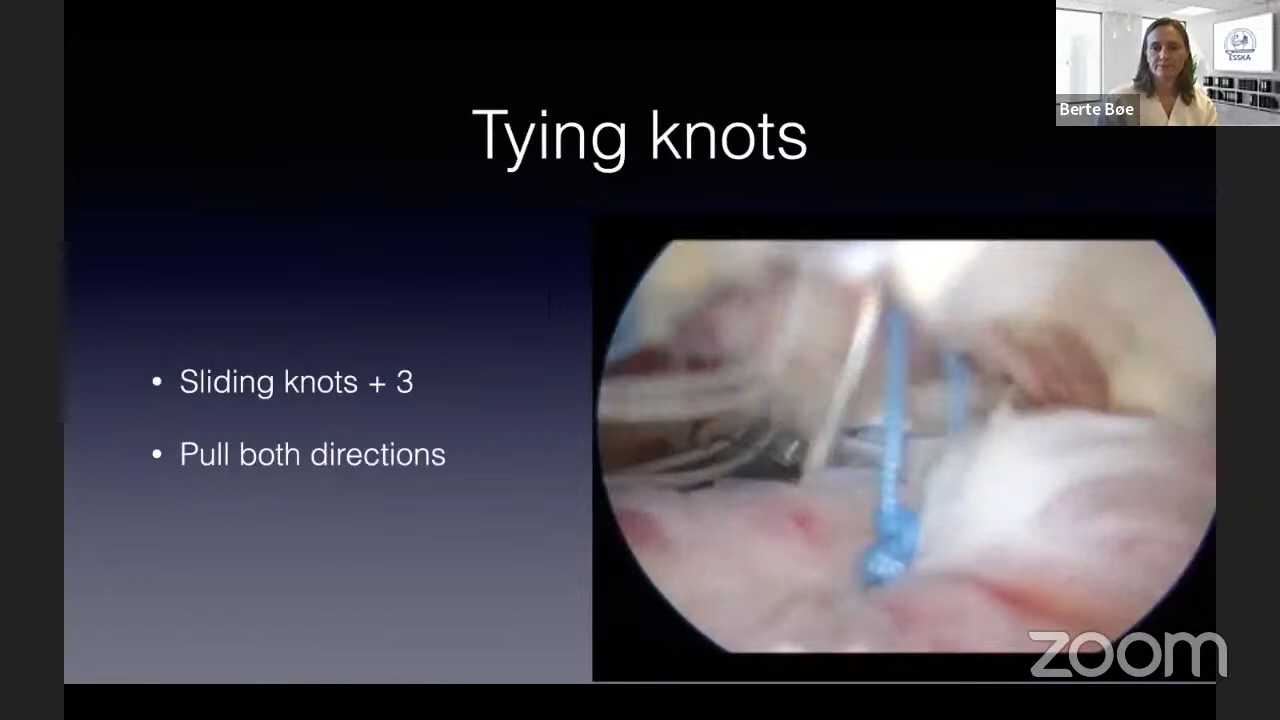 ESSKA
Berte Bøe
Tying knots
• Sliding knots + 3
• Pull both directions
zoom